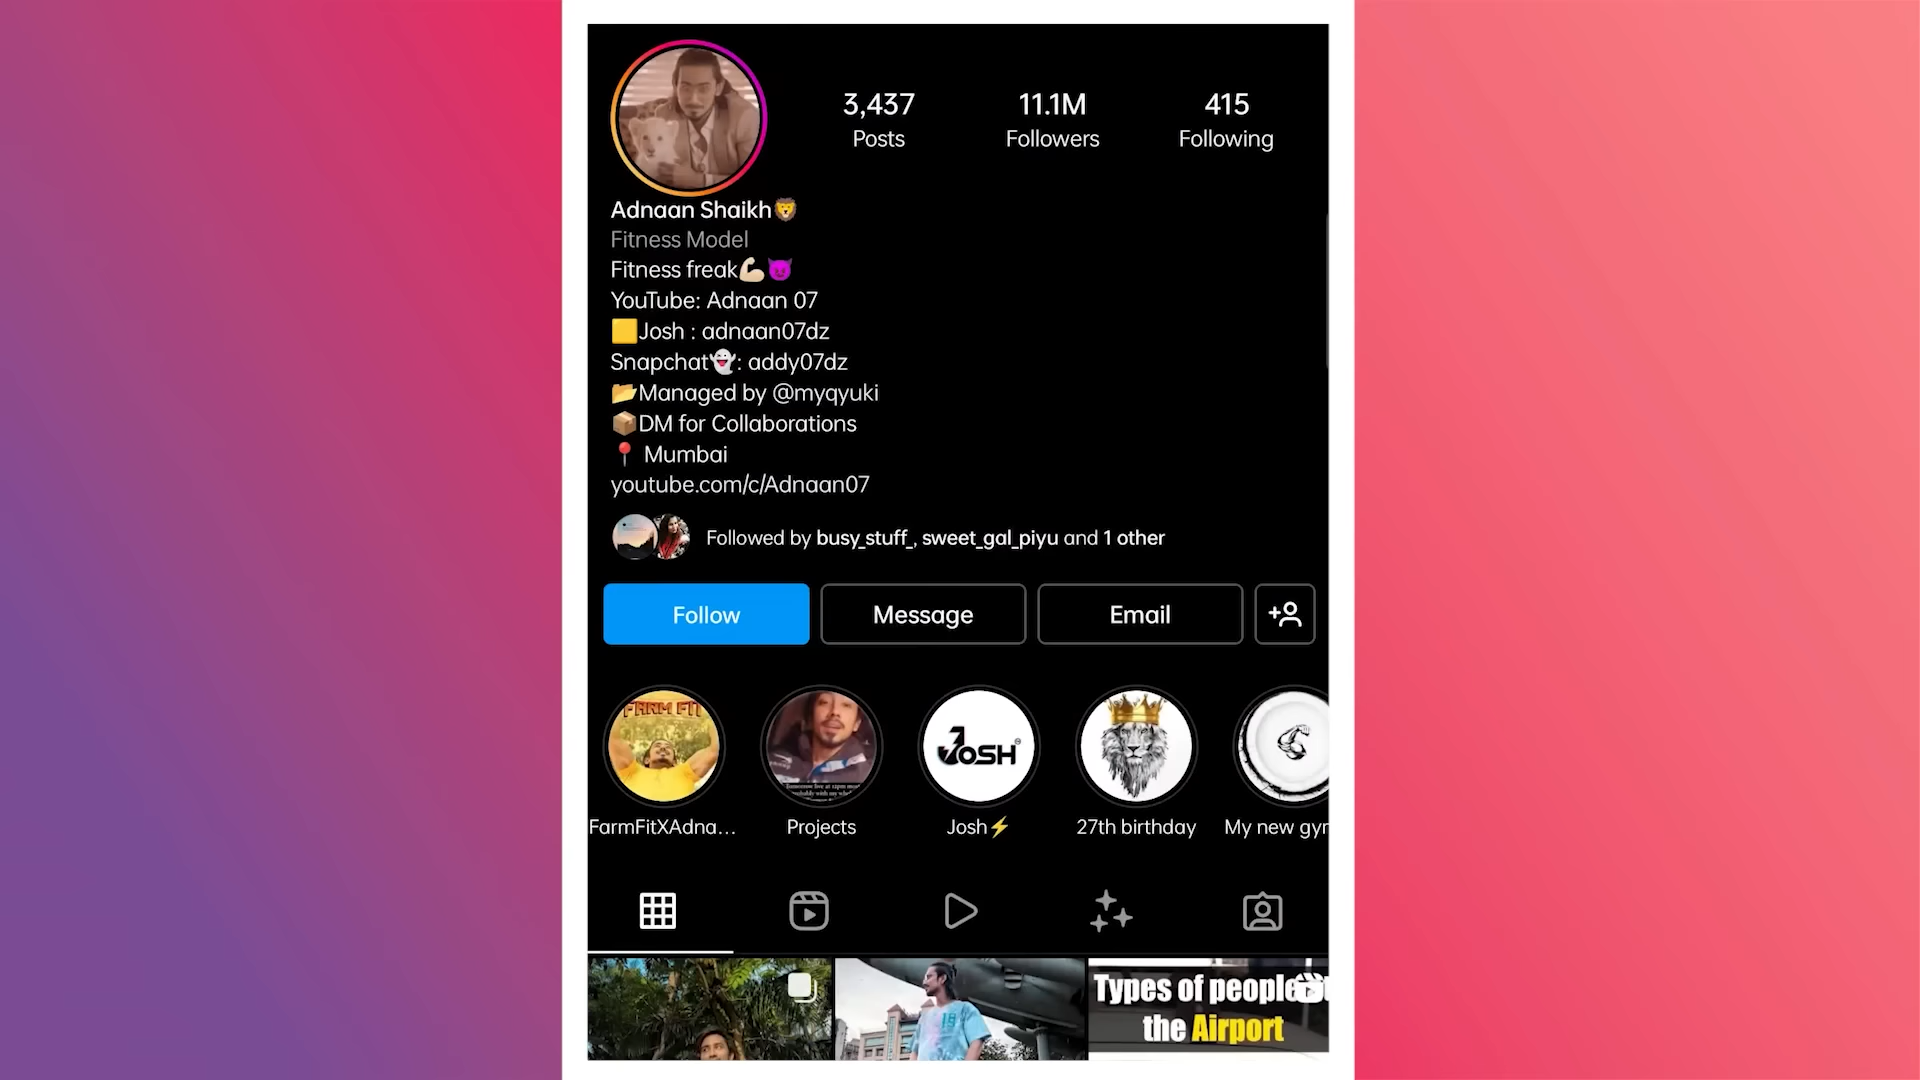 3,437
Posts
11.1M
Followers
415
Following
Adnaan Shaikh🦁
Fitness Model
Fitness freak💪🏻😈
YouTube: Adnaan 07
🟨Josh : adnaan07dz
Snapchat👻: addy07dz
📂Managed by @myqyuki
📦DM for Collaborations
📍 Mumbai
youtube.com/c/Adnaan07
Followed by busy_stuff_, sweet_gal_piyu and 1 other
Follow
Message
Email
FARM FIT
JOSH
FarmFitXAdna...
Projects
Josh⚡
27th birthday
My new gyr
Types of people
the Airport